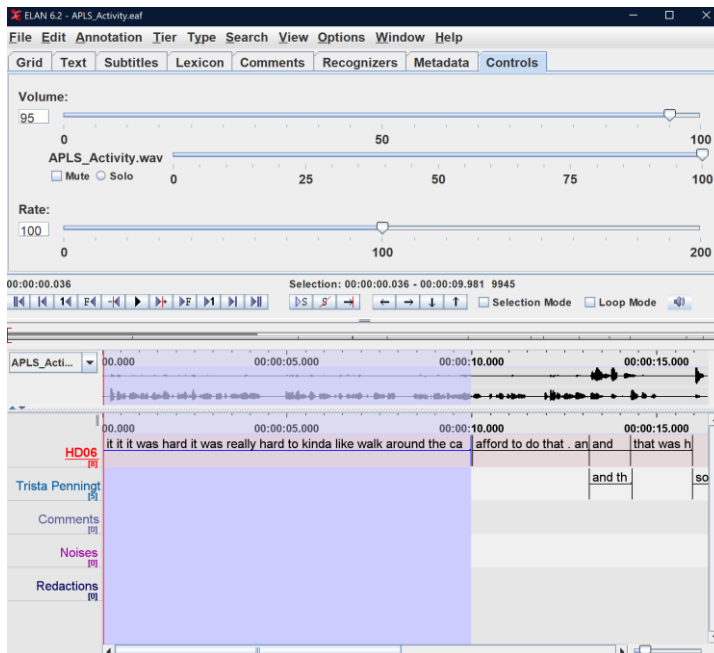 ELAN 6.2 - APLS_Activity.eaf
File Edit Annotation Tier Type Search View Options Window Help
Grid Text Subtitles Lexicon Comments Recognizers Metadata Controls
Volume:
95
0 50 100
APLS_Activity.wav
Mute Solo 0 25 50 75 100
Rate:
100
0 100 200
00:00:00.036 Selection: 00:00:00.036 - 00:00:09.981 9945
1 F F 1 S S Selection Mode Loop Mode
APLS_Acti... 00.000 00:00:05.000 00:00:10.000 00:00:15.000
00.000 00:00:05.000 00:00:10.000 00:00:15.000
HD06 it it it was hard it was really hard to kinda like walk around the ca afford to do that . an and that was h
[8]
Trista Penningt and th so
[5]
Comments
[0]
Noises
[0]
Redactions
[0]